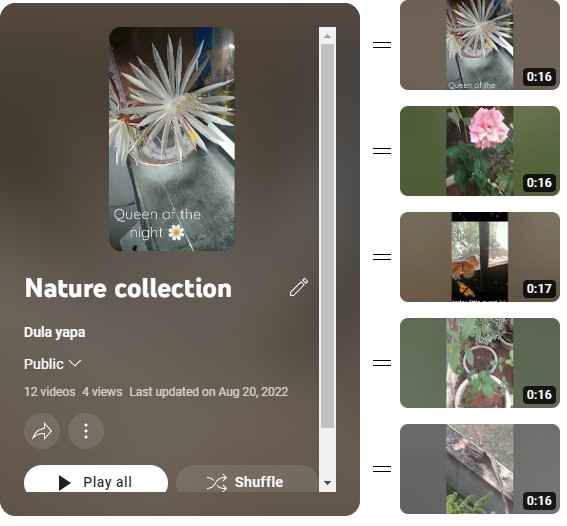 Queen of the
night
Nature collection
Dula yapa
Public
12 videos 4 views Last updated on Aug 20, 2022
Play all
Shuffle
Queen of the
0:16
0:16
0:17
0:16
0:16